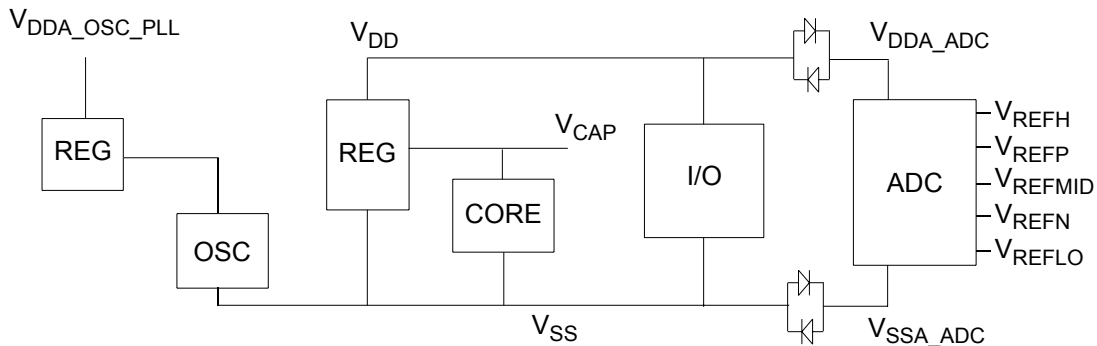 VDDA_OSC_PLL
VDD
VDDA_ADC
REG
REG
VCAP
CORE
I/O
ADC
VREFH
VREFP
VREFMID
VREFN
VREFLO
OSC
VSS
VSSA_ADC